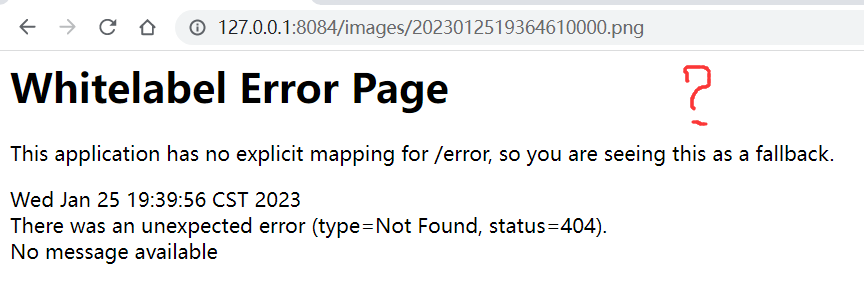 127.0.0.1:8084/images/2023012519364610000.png
Whitelabel Error Page
?
This application has no explicit mapping for /error, so you are seeing this as a fallback.
Wed Jan 25 19:39:56 CST 2023
There was an unexpected error (type=Not Found, status=404).
No message available